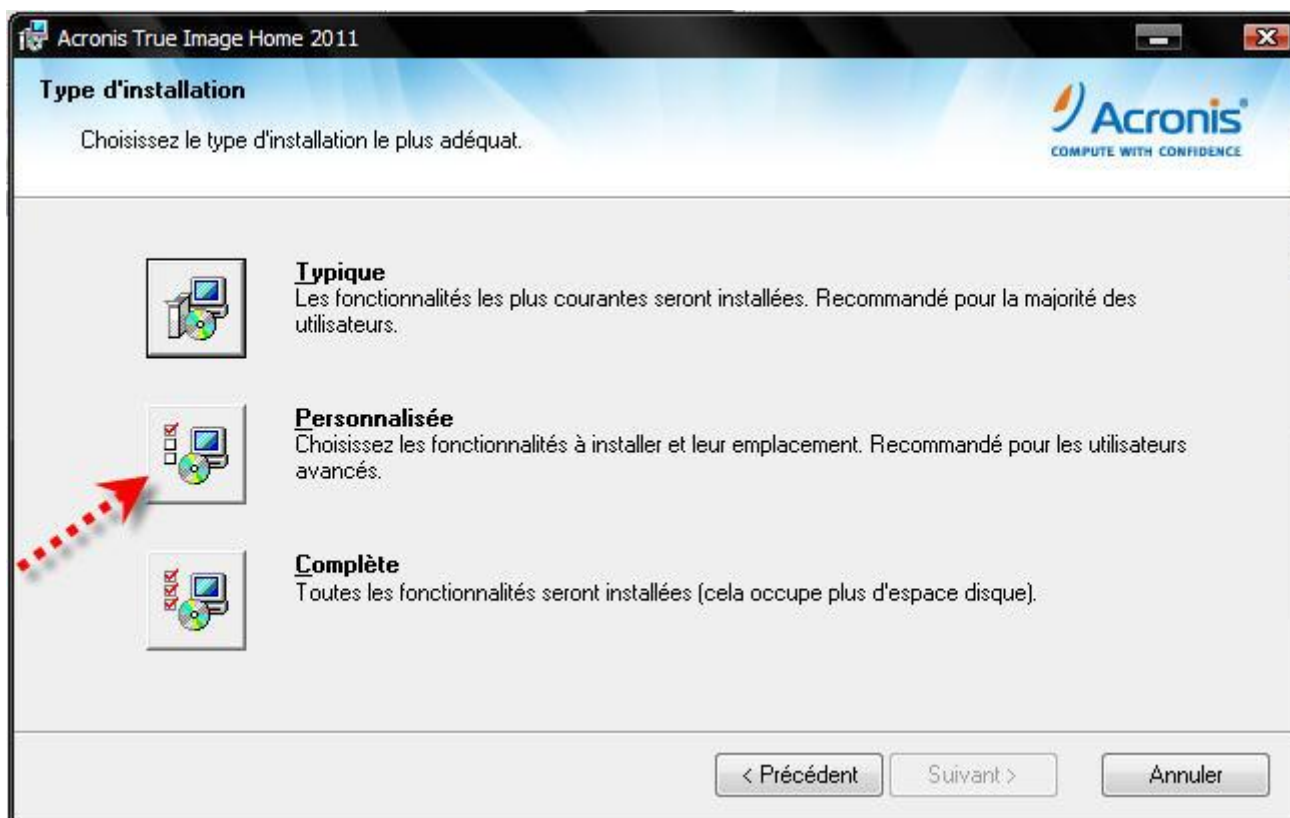 Acronis True Image Home 2011
Type d'installation
Choisissez le type d'installation le plus adéquat.
Acronis®
COMPUTE WITH CONFIDENCE
Typique
Les fonctionnalités les plus courantes seront installées. Recommandé pour la majorité des
utilisateurs.
Personnalisée
Choisissez les fonctionnalités à installer et leur emplacement. Recommandé pour les utilisateurs
avancés.
Complète
Toutes les fonctionnalités seront installées (cela occupe plus d'espace disque).
< Précédent
Suivant >
Annuler